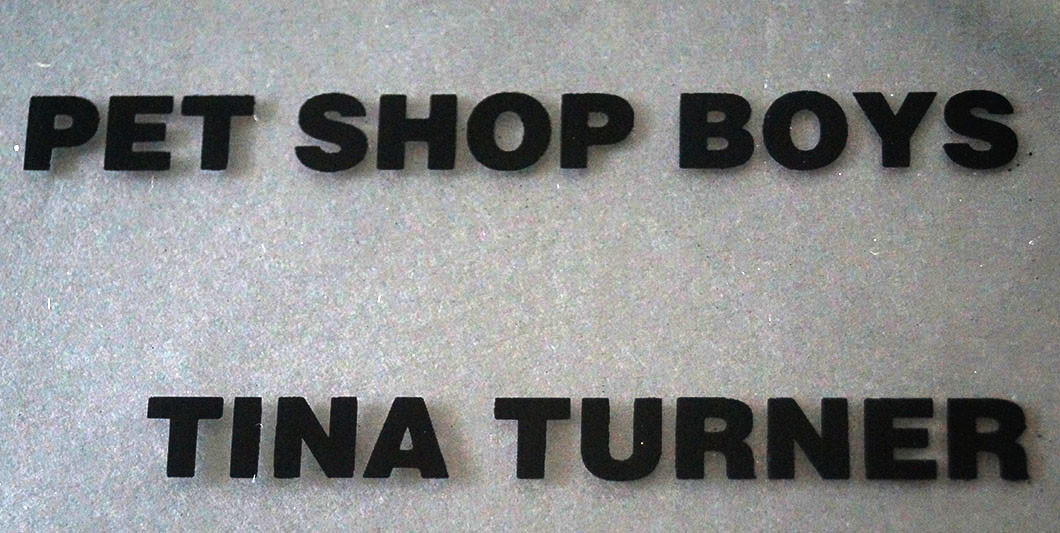 PET SHOP BOYS
TINA TURNER